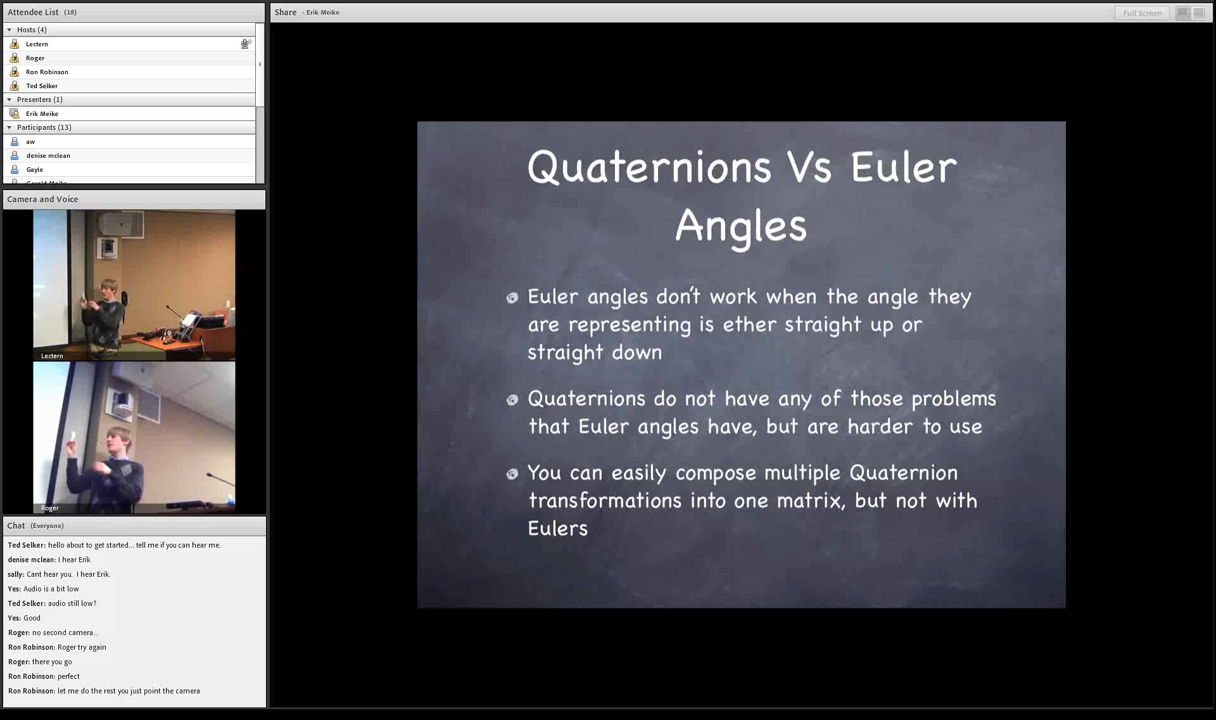 Attendee List (18)
Hosts (4)
Lectern
Roger
Ron Robinson
Ted Selker
Presenters (1)
Erik Meike
Participants (13)
aw
denise mclean
Gayle
Camera and Voice
Lectern
Roger
Chat (Everyone)
Ted Selker: hello about to get started... tell me if you can hear me.
denise mclean: I hear Erik
sally: Cant hear you. I hear Erik.
Yes: Audio is a bit low
Ted Selker: audio still low?
Yes: Good
Roger: no second camera...
Ron Robinson: Roger try again
Roger: there you go
Ron Robinson: perfect
Ron Robinson: let me do the rest you just point the camera
Share - Erik Meike
Full Screen
Quaternions Vs Euler
Angles
Euler angles don't work when the angle they
are representing is ether straight up or
straight down
Quaternions do not have any of those problems
that Euler angles have, but are harder to use
You can easily compose multiple Quaternion
transformations into one matrix, but not with
Eulers